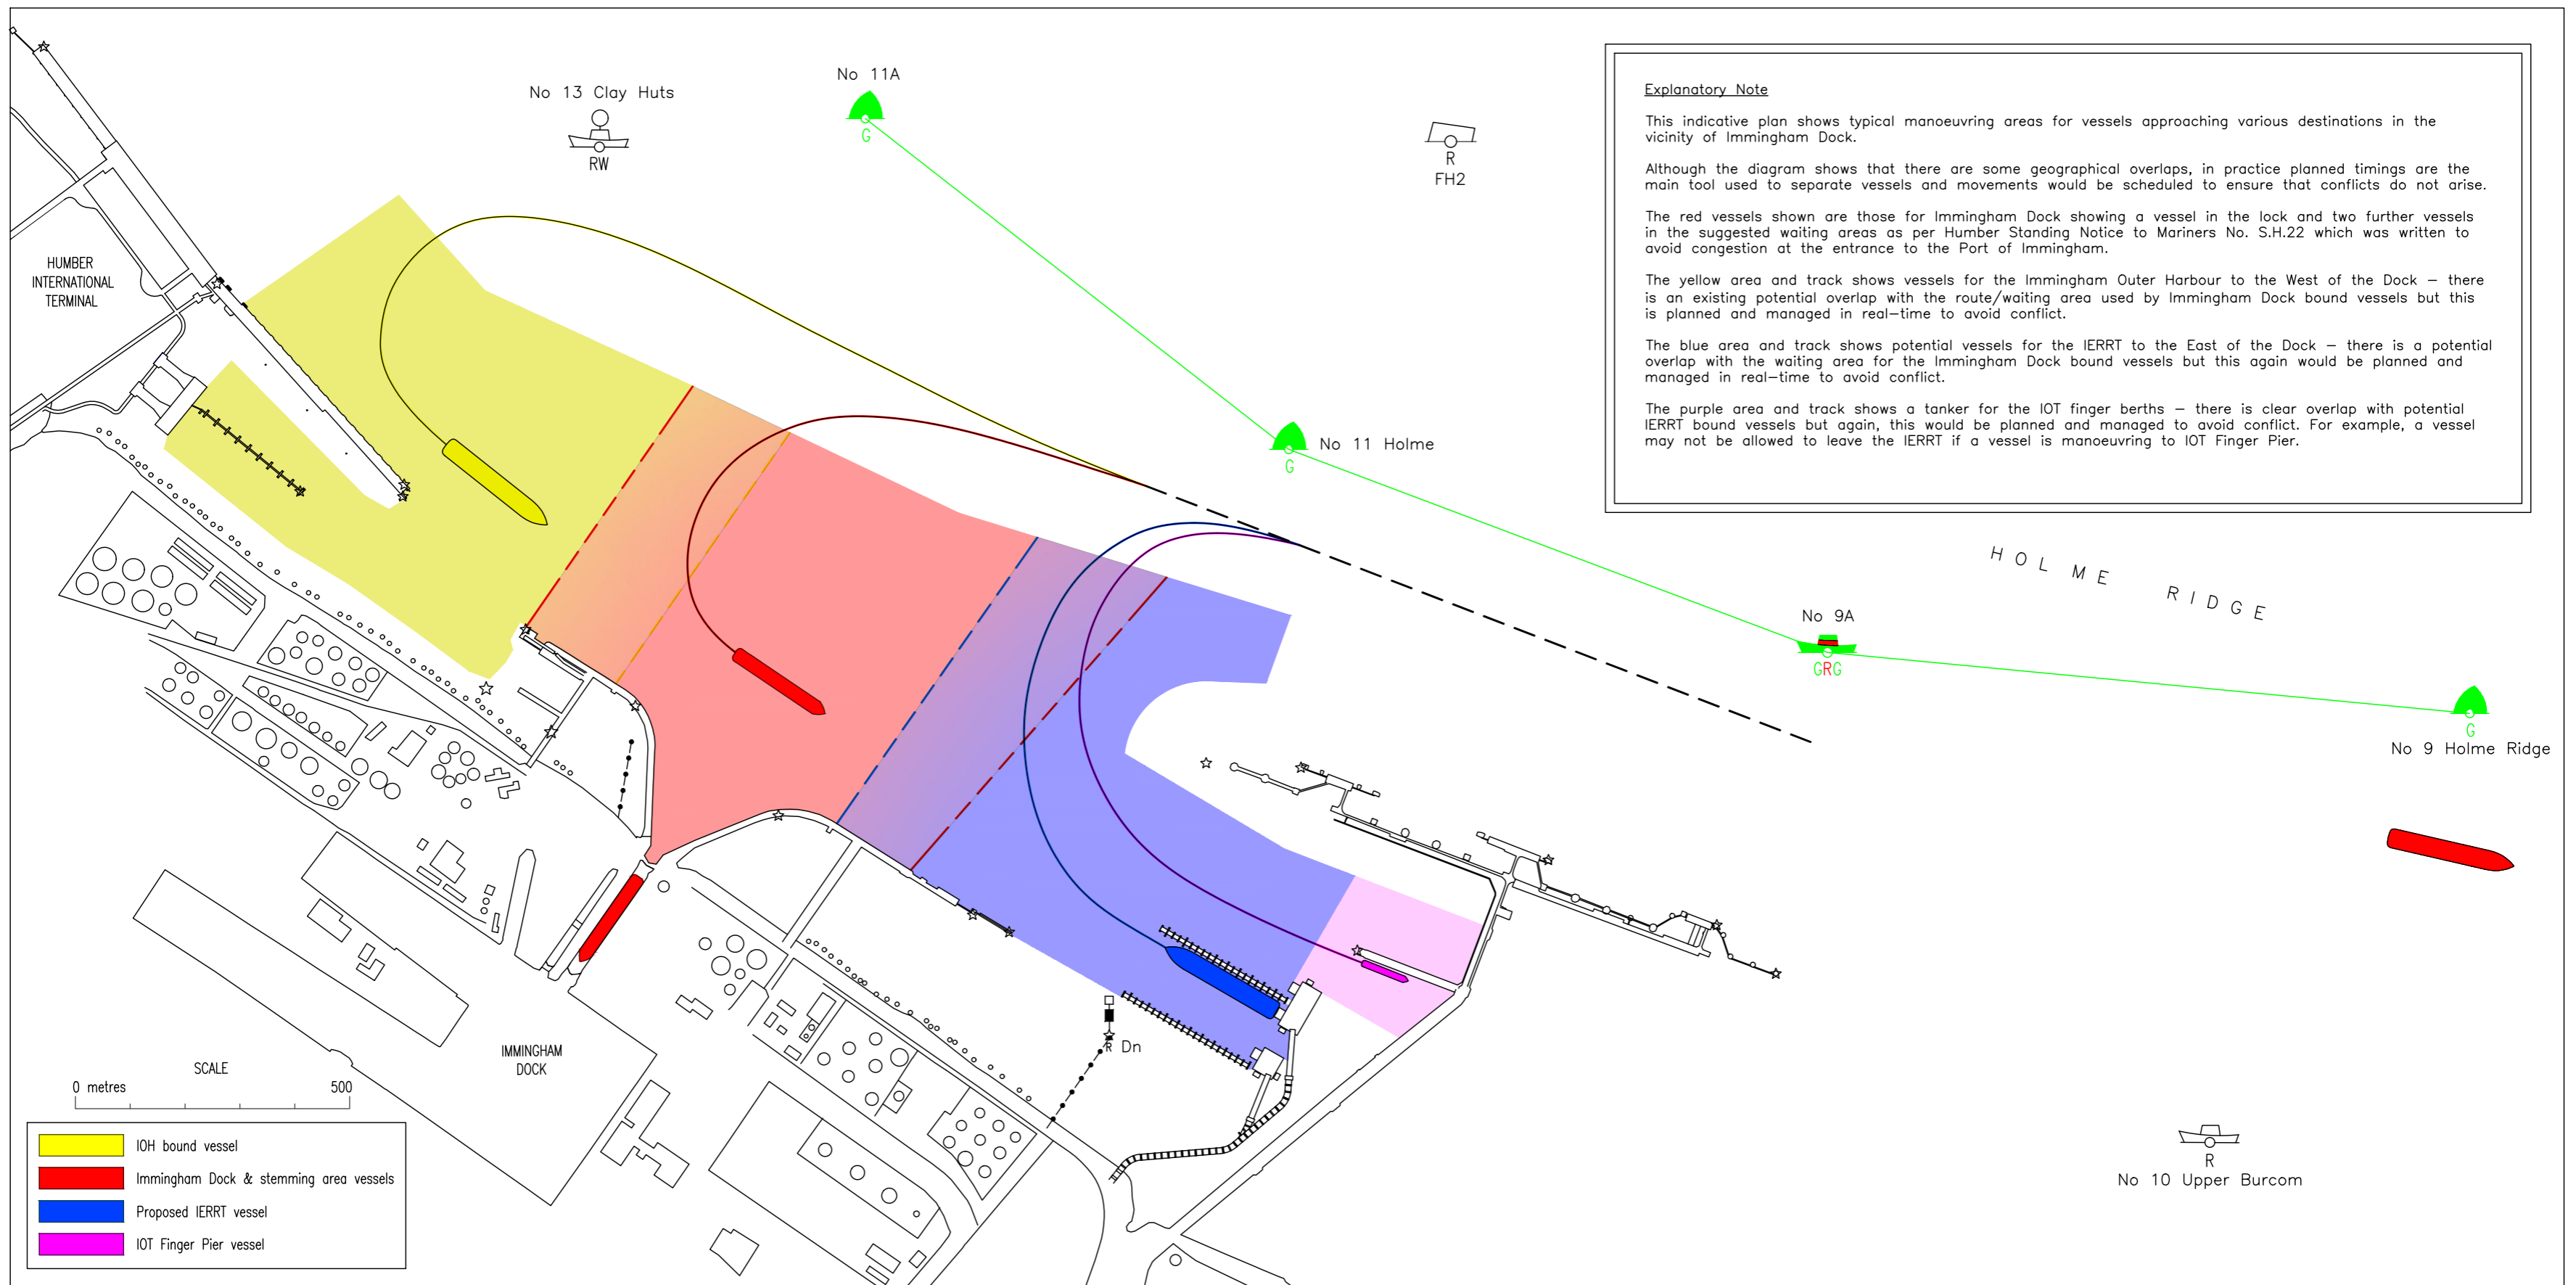 No 11A
No 13 Clay Huts
G
RW
R
FH2
Explanatory Note
This indicative plan shows typical manoeuvring areas for vessels approaching various destinations in the
vicinity of Immingham Dock.
Although the diagram shows that there are some geographical overlaps, in practice planned timings are the
main tool used to separate vessels and movements would be scheduled to ensure that conflicts do not arise.
The red vessels shown are those for Immingham Dock showing a vessel in the lock and two further vessels
in the suggested waiting areas as per Humber Standing Notice to Mariners No. S.H.22 which was written to
avoid congestion at the entrance to the Port of Immingham.
The yellow area and track shows vessels for the Immingham Outer Harbour to the West of the Dock – there
is an existing potential overlap with the route/waiting area used by Immingham Dock bound vessels but this
is planned and managed in real–time to avoid conflict.
The blue area and track shows potential vessels for the IERRT to the East of the Dock – there is a potential
overlap with the waiting area for the Immingham Dock bound vessels but this again would be planned and
managed in real–time to avoid conflict.
The purple area and track shows a tanker for the IOT finger berths – there is clear overlap with potential
IERRT bound vessels but again, this would be planned and managed to avoid conflict. For example, a vessel
may not be allowed to leave the IERRT if a vessel is manoeuvring to IOT Finger Pier.
HUMBER
INTERNATIONAL
TERMINAL
No 11 Holme
G
HOLME RIDGE
No 9A
GRG
G
No 9 Holme Ridge
R Dn
IMMINGHAM
DOCK
SCALE
0 metres 500
IOH bound vessel
Immingham Dock & stemming area vessels
Proposed IERRT vessel
IOT Finger Pier vessel
R
No 10 Upper Burcom